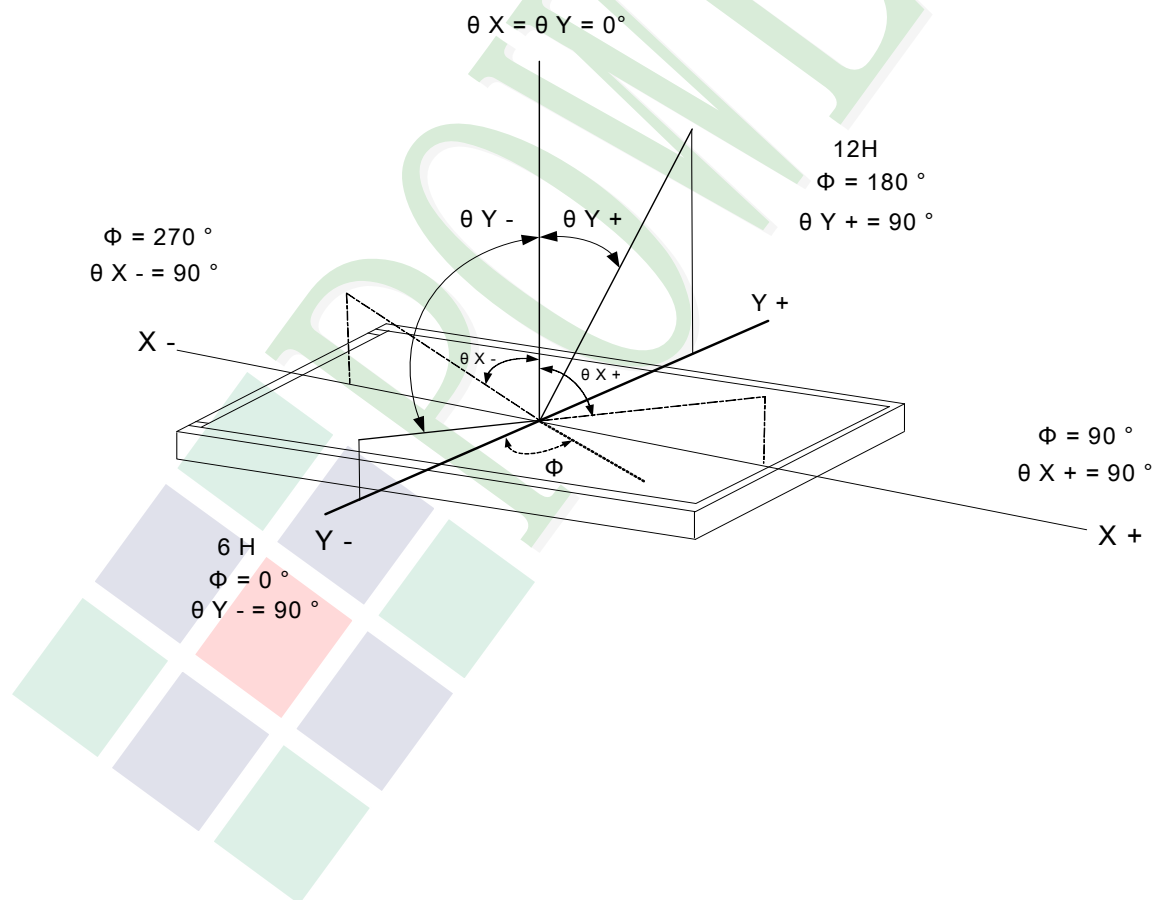 θ X = θ Y = 0°
12H
Φ = 180 °
θ Y + = 90 °
θ Y -
θ Y +
Φ = 270 °
θ X - = 90 °
Y +
X -
θ X -
θ X +
Φ = 90 °
θ X + = 90 °
Φ
X +
Y -
6 H
Φ = 0 °
θ Y - = 90 °